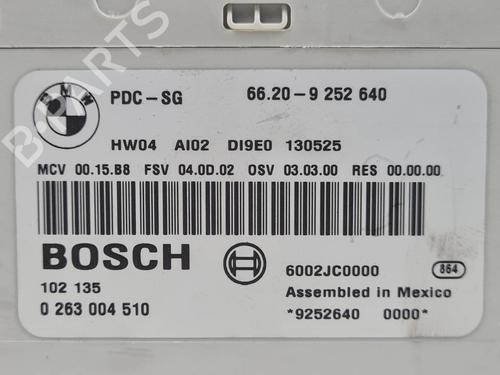 B-PARTS
BMW
PDC-SG 66.20-9 252 640
HW04 AI02 DI9E0 130525
MCV 00.15.B8 FSV 04.0D.02 OSV 03.03.00 RES 00.00.00
BOSCH
102 135
0 263 004 510
6002JC0000 864
Assembled in Mexico
*9252640 0000*